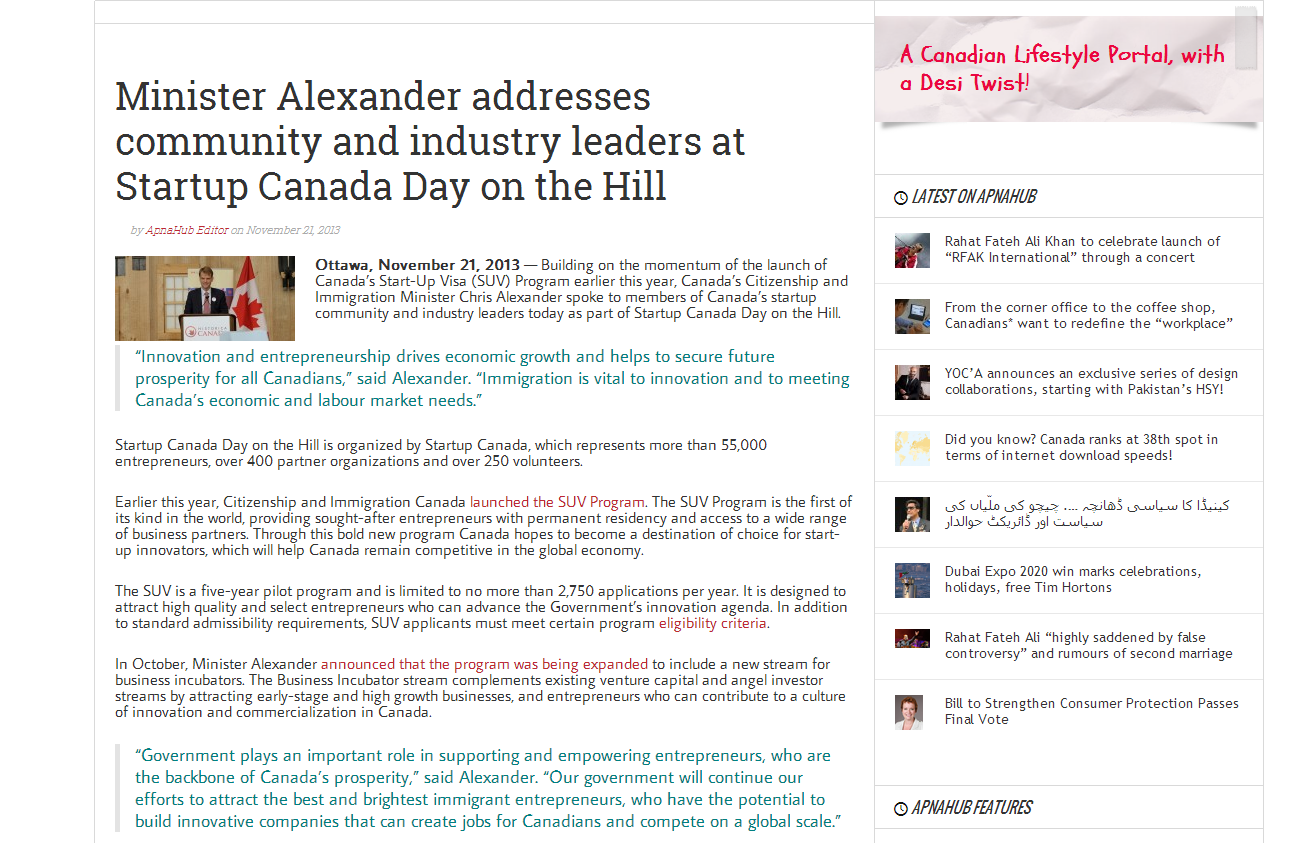 Minister Alexander addresses
community and industry leaders at
Startup Canada Day on the Hill
by ApnaHub Editor on November 21, 2013
HISTORICA
CANADA
Ottawa, November 21, 2013 — Building on the momentum of the launch of
Canada’s Start-Up Visa (SUV) Program earlier this year, Canada’s Citizenship and
Immigration Minister Chris Alexander spoke to members of Canada’s startup
community and industry leaders today as part of Startup Canada Day on the Hill.
“Innovation and entrepreneurship drives economic growth and helps to secure future
prosperity for all Canadians,” said Alexander. “Immigration is vital to innovation and to meeting
Canada’s economic and labour market needs.”
Startup Canada Day on the Hill is organized by Startup Canada, which represents more than 55,000
entrepreneurs, over 400 partner organizations and over 250 volunteers.
Earlier this year, Citizenship and Immigration Canada launched the SUV Program. The SUV Program is the first of
its kind in the world, providing sought-after entrepreneurs with permanent residency and access to a wide range
of business partners. Through this bold new program Canada hopes to become a destination of choice for start-
up innovators, which will help Canada remain competitive in the global economy.
The SUV is a five-year pilot program and is limited to no more than 2,750 applications per year. It is designed to
attract high quality and select entrepreneurs who can advance the Government’s innovation agenda. In addition
to standard admissibility requirements, SUV applicants must meet certain program eligibility criteria.
In October, Minister Alexander announced that the program was being expanded to include a new stream for
business incubators. The Business Incubator stream complements existing venture capital and angel investor
streams by attracting early-stage and high growth businesses, and entrepreneurs who can contribute to a culture
of innovation and commercialization in Canada.
“Government plays an important role in supporting and empowering entrepreneurs, who are
the backbone of Canada’s prosperity,” said Alexander. “Our government will continue our
efforts to attract the best and brightest immigrant entrepreneurs, who have the potential to
build innovative companies that can create jobs for Canadians and compete on a global scale.”
A Canadian Lifestyle Portal, with
a Desi Twist!
LATEST ON APNAHUB
Rahat Fateh Ali Khan to celebrate launch of
“RFAK International” through a concert
From the corner office to the coffee shop,
Canadians* want to redefine the “workplace”
YOC’A announces an exclusive series of design
collaborations, starting with Pakistan’s HSY!
Did you know? Canada ranks at 38th spot in
terms of internet download speeds!
کینیڈا کا سیاسی ڈھانچہ …. چیچو کی ملّیاں کی
سیاست اور ڈائریکٹ حوالدار
Dubai Expo 2020 win marks celebrations,
holidays, free Tim Hortons
Rahat Fateh Ali “highly saddened by false
controversy” and rumours of second marriage
Bill to Strengthen Consumer Protection Passes
Final Vote
APNAHUB FEATURES